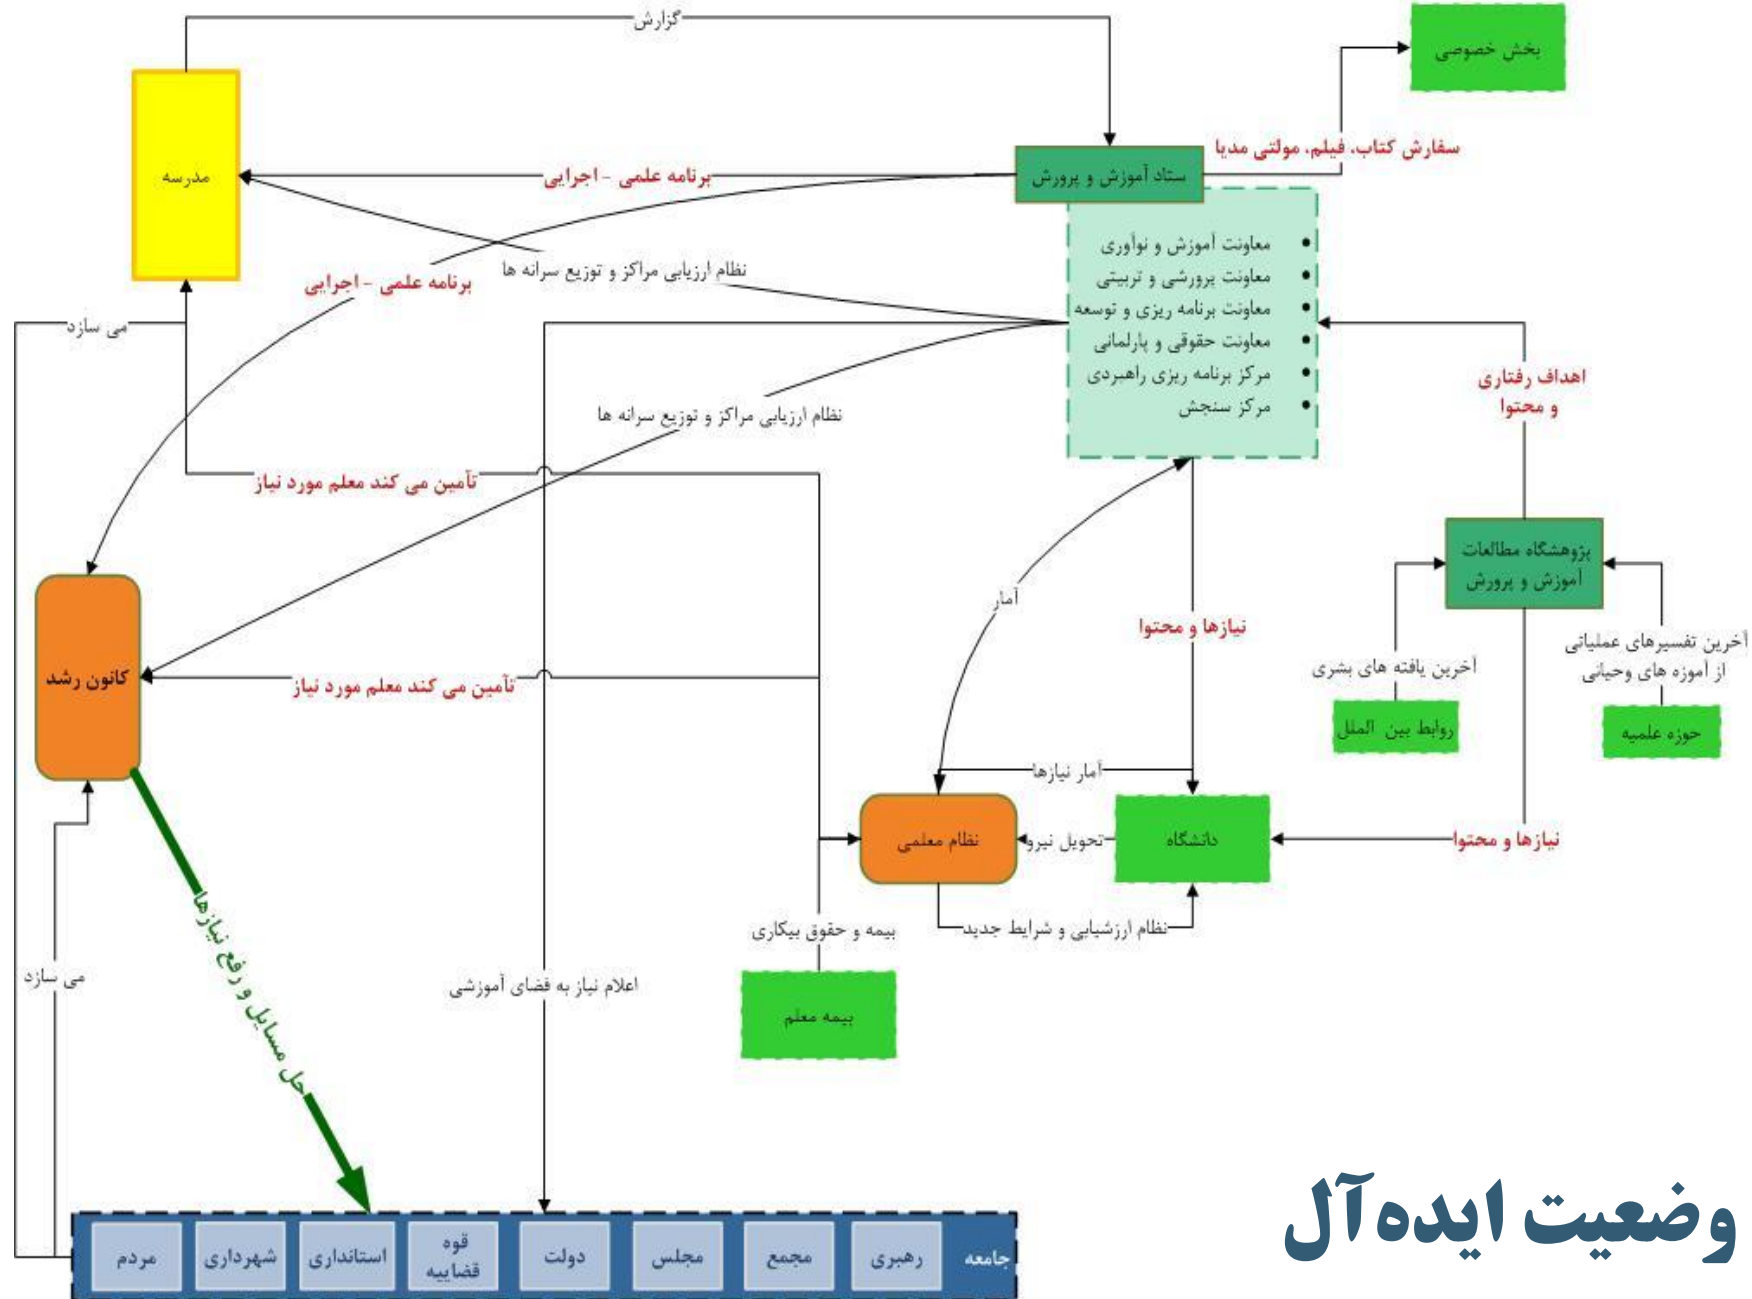 گزارش
بخش خصوصی
سفارش کتاب، فیلم، مولتی مدیا
ستاد آموزش و پرورش
برنامه علمی - اجرایی
مدرسه
معاونت آموزش و نوآوری
معاونت پرورشی و تربیتی
معاونت برنامه ریزی و توسعه
معاونت حقوقی و پارلمانی
مرکز برنامه ریزی راهبردی
مرکز سنجش
نظام ارزیابی مراکز و توزیع سرانه ها
برنامه علمی - اجرایی
می سازد
اهداف رفتاری
و محتوا
نظام ارزیابی مراکز و توزیع سرانه ها
تأمین می کند معلم مورد نیاز
پژوهشگاه مطالعات
آموزش و پرورش
آمار
نیازها و محتوا
آخرین تفسیرهای عملیاتی
از آموزه های وحیانی
آخرین یافته های بشری
کانون رشد
تأمین می کند معلم مورد نیاز
حوزه علمیه
روابط بین الملل
آمار نیازها
نیازها و محتوا
دانشگاه
تحویل نیرو
نظام معلمی
نظام ارزشیابی و شرایط جدید
بیمه و حقوق بیکاری
حل مسایل و رفع نیازها
می سازد
اعلام نیاز به فضای آموزشی
بیمه معلم
وضعیت ایده‌آل
جامعه
رهبری
مجمع
مجلس
دولت
قوه
قضاییه
استانداری
شهرداری
مردم